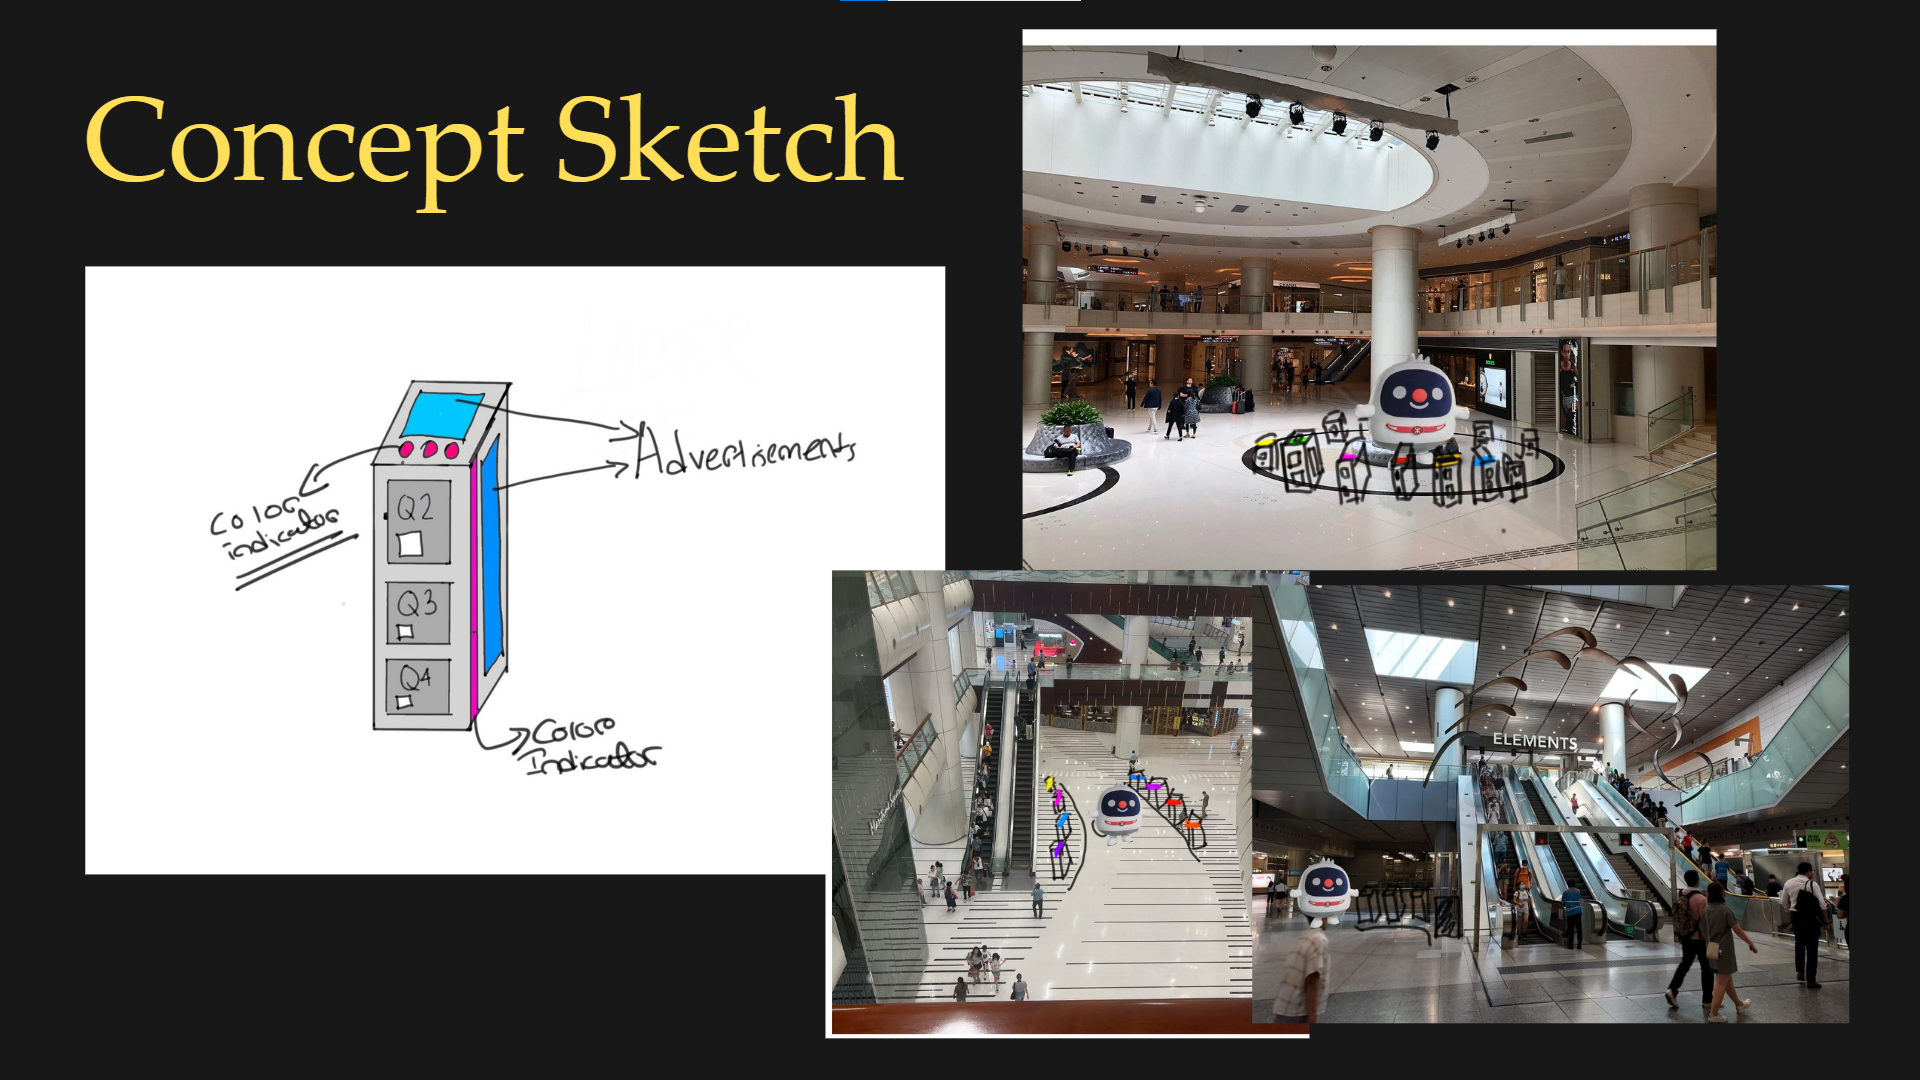 Concept Sketch
Advertisements
Color
indicator
Q2
Q3
Q4
Color
Indicator
ELEMENTS